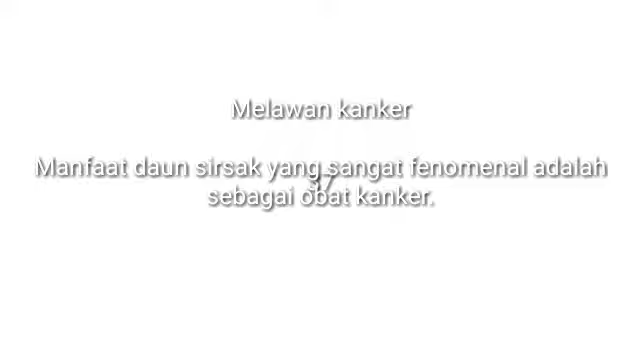 Melawan kanker
Manfaat daun sirsak yang sangat fenomenal adalah
sebagai obat kanker.